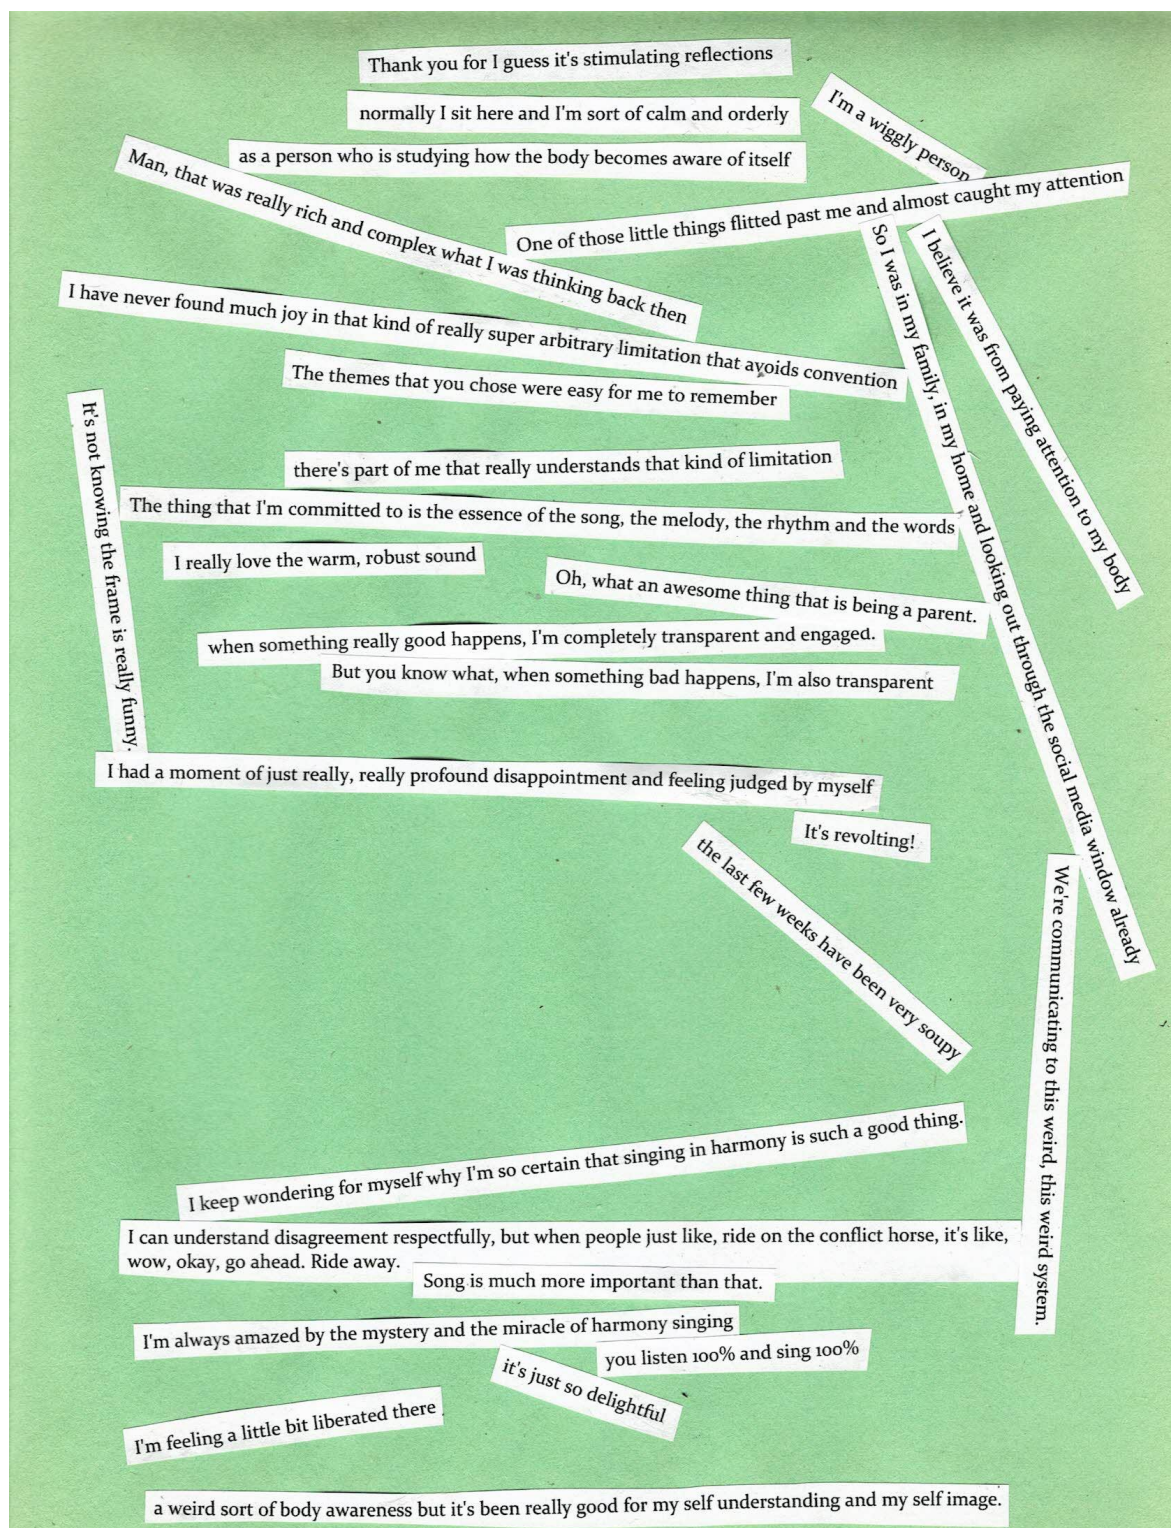 Thank you for I guess it's stimulating reflections
normally I sit here and I'm sort of calm and orderly
I'm a wiggly person
as a person who is studying how the body becomes aware of itself
Man, that was really rich and complex what I was thinking back then
One of those little things flitted past me and almost caught my attention
So I was in my family, in my home and looking out through the social media window already
I believe it was from paying attention to my body
I have never found much joy in that kind of really super arbitrary limitation that avoids convention
The themes that you chose were easy for me to remember
It's not knowing the frame is really funny.
there's part of me that really understands that kind of limitation
The thing that I'm committed to is the essence of the song, the melody, the rhythm and the words
I really love the warm, robust sound
Oh, what an awesome thing that is being a parent.
when something really good happens, I'm completely transparent and engaged.
But you know what, when something bad happens, I'm also transparent
I had a moment of just really, really profound disappointment and feeling judged by myself
It's revolting!
the last few weeks have been very soupy
We're communicating to this weird, this weird system.
I keep wondering for myself why I'm so certain that singing in harmony is such a good thing.
I can understand disagreement respectfully, but when people just like, ride on the conflict horse, it's like,
wow, okay, go ahead. Ride away.
Song is much more important than that.
I'm always amazed by the mystery and the miracle of harmony singing
you listen 100% and sing 100%
it's just so delightful
I'm feeling a little bit liberated there
a weird sort of body awareness but it's been really good for my self understanding and my self image.